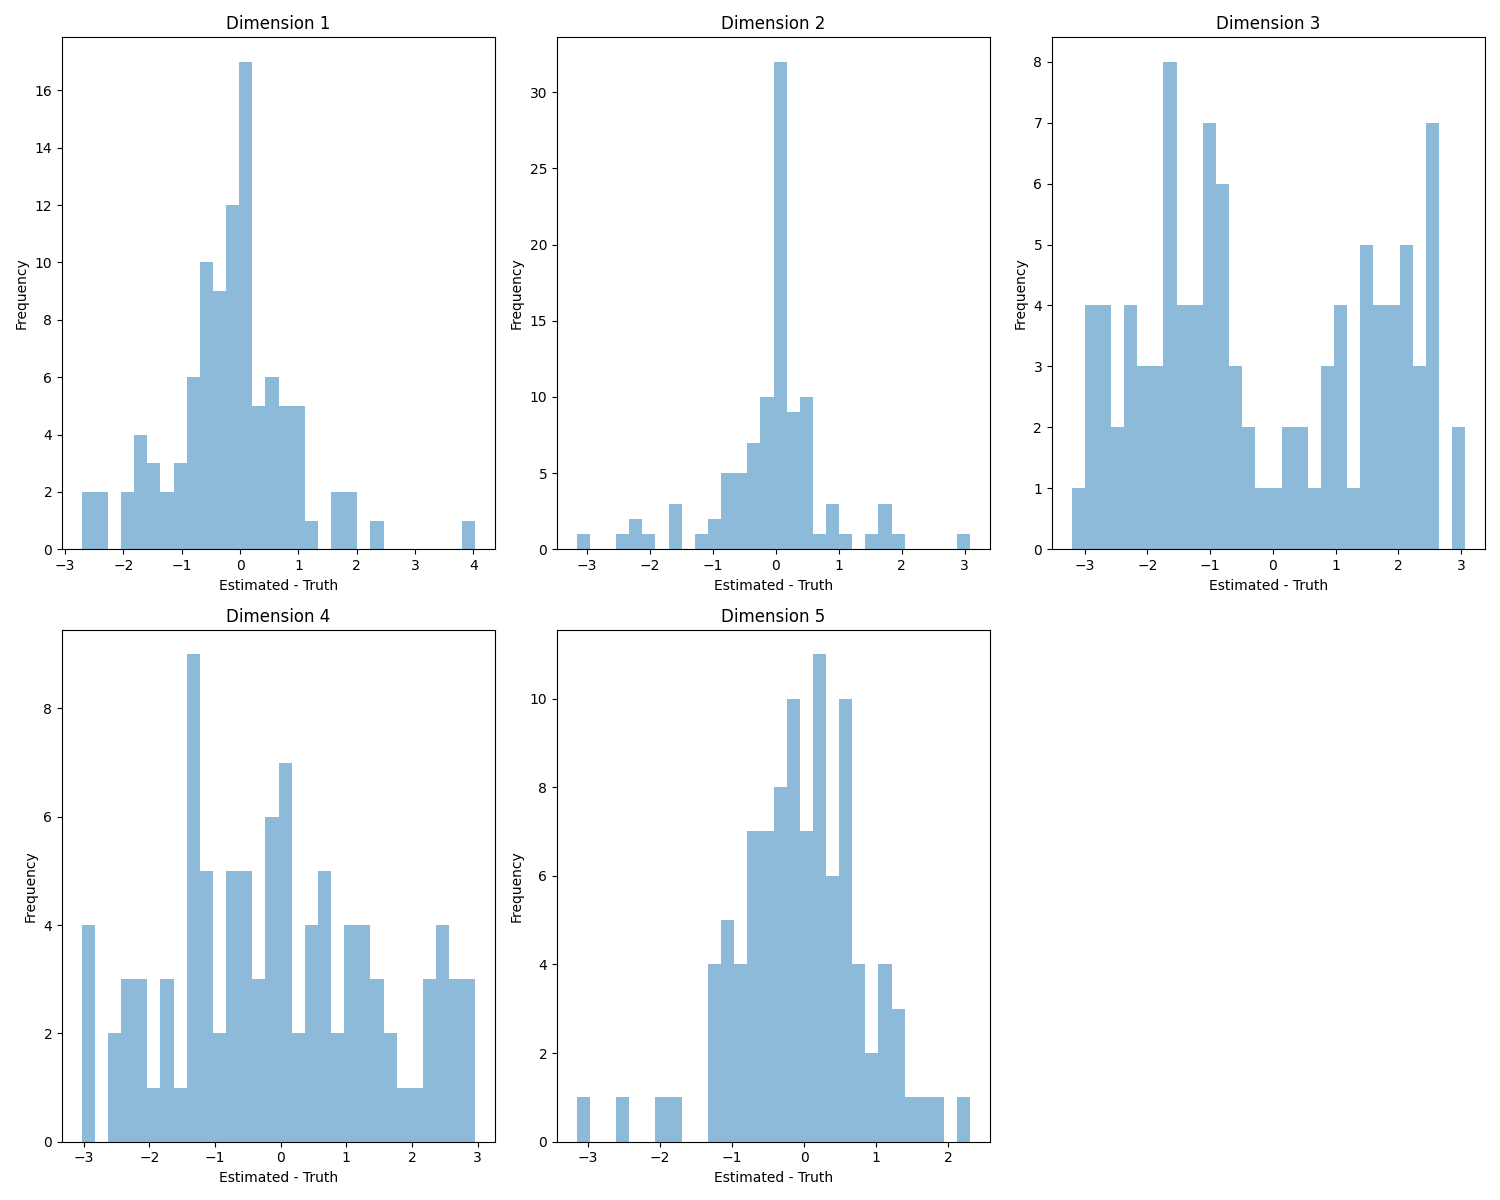 Dimension 1
Frequency
16
14
12
10
8
6
4
2
0
−3 −2 −1 0 1 2 3 4
Estimated - Truth
Dimension 2
Frequency
30
25
20
15
10
5
0
−3 −2 −1 0 1 2 3
Estimated - Truth
Dimension 3
Frequency
8
7
6
5
4
3
2
1
0
−3 −2 −1 0 1 2 3
Estimated - Truth
Dimension 4
Frequency
8
6
4
2
0
−3 −2 −1 0 1 2 3
Estimated - Truth
Dimension 5
Frequency
10
8
6
4
2
0
−3 −2 −1 0 1 2
Estimated - Truth